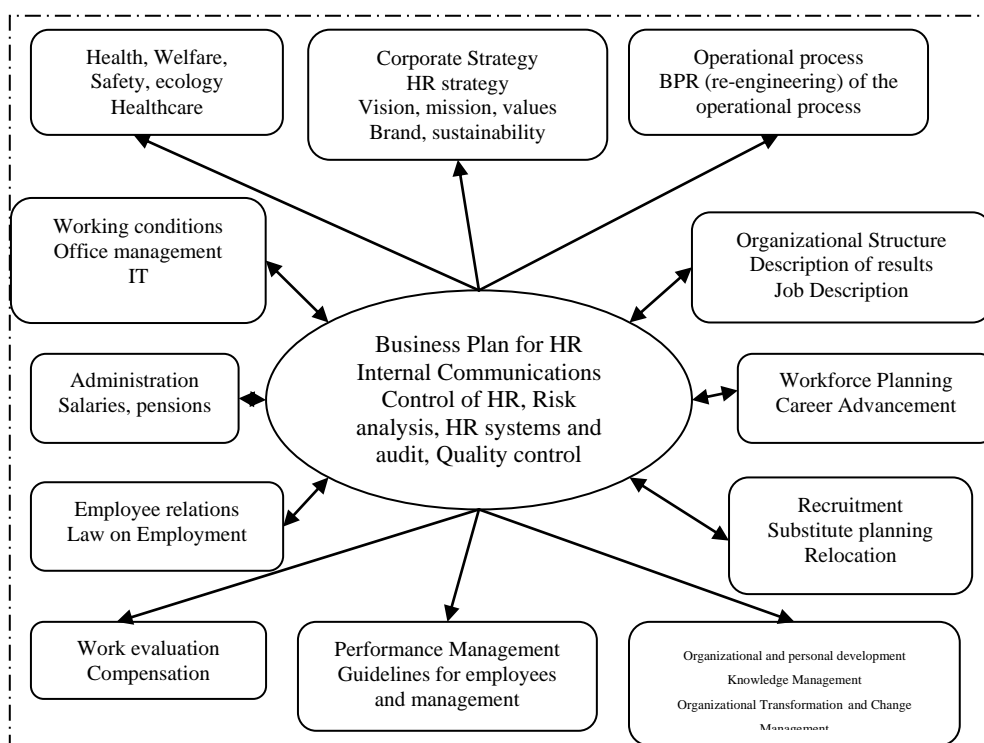 Health, Welfare,
Safety, ecology
Healthcare
Corporate Strategy
HR strategy
Vision, mission, values
Brand, sustainability
Operational process
BPR (re-engineering) of the
operational process
Working conditions
Office management
IT
Organizational Structure
Description of results
Job Description
Business Plan for HR
Internal Communications
Control of HR, Risk
analysis, HR systems and
audit, Quality control
Administration
Salaries, pensions
Workforce Planning
Career Advancement
Employee relations
Law on Employment
Recruitment
Substitute planning
Relocation
Work evaluation
Compensation
Performance Management
Guidelines for employees
and management
Organizational and personal development
Knowledge Management
Organizational Transformation and Change
Management